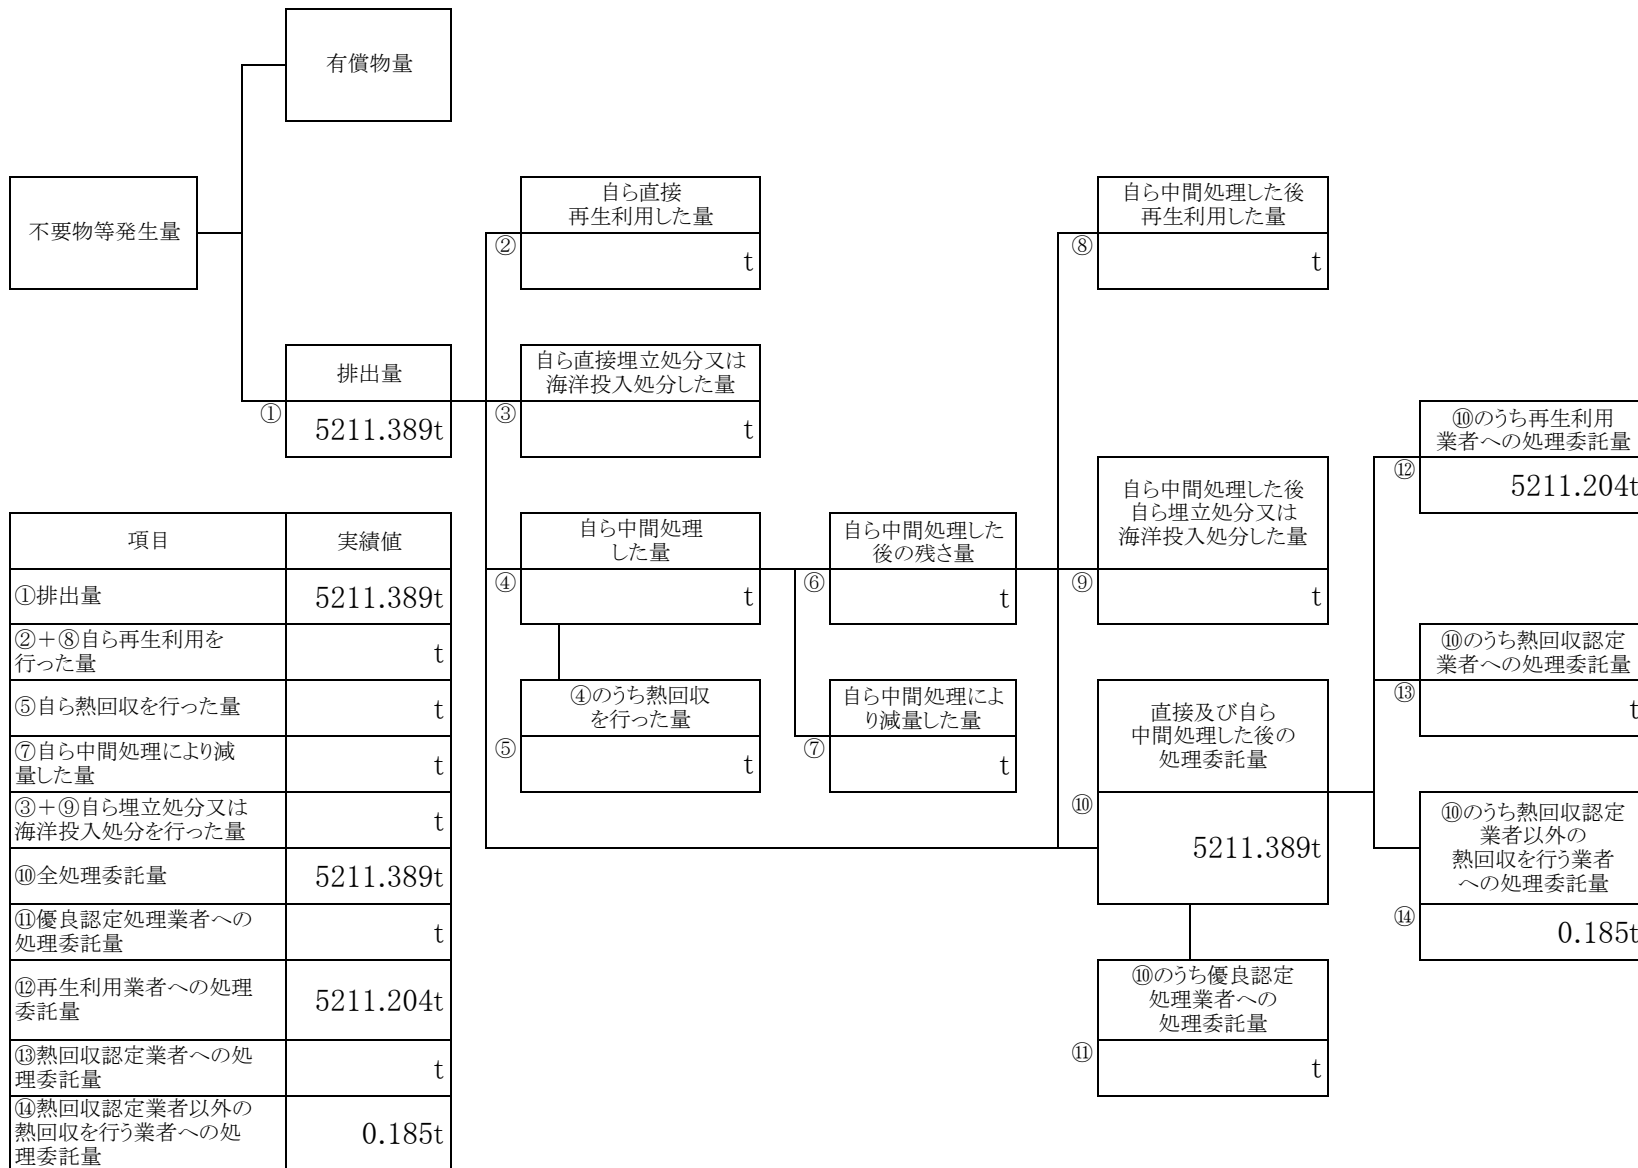 有償物量
不要物等発生量
排出量
①
5211.389t
自ら直接
再生利用した量
②
t
自ら直接埋立処分又は
海洋投入処分した量
③
t
自ら中間処理
した量
④
t
④のうち熱回収
を行った量
⑤
t
自ら中間処理した
後の残さ量
⑥
t
自ら中間処理によ
り減量した量
⑦
t
自ら中間処理した後
再生利用した量
⑧
t
自ら中間処理した後
自ら埋立処分又は
海洋投入処分した量
⑨
t
直接及び自ら
中間処理した後の
処理委託量
⑩
5211.389t
⑩のうち優良認定
処理業者への
処理委託量
⑪
t
⑩のうち再生利用
業者への処理委託量
⑫
5211.204t
⑩のうち熱回収認定
業者への処理委託量
⑬
t
⑩のうち熱回収認定
業者以外の
熱回収を行う業者
への処理委託量
⑭
0.185t
項目 実績値
①排出量 5211.389t
②+⑧自ら再生利用を
行った量
t
⑤自ら熱回収を行った量 t
⑦自ら中間処理により減
量した量
t
③+⑨自ら埋立処分又は
海洋投入処分を行った量
t
⑩全処理委託量 5211.389t
⑪優良認定処理業者への
処理委託量
t
⑫再生利用業者への処理
委託量
5211.204t
⑬熱回収認定業者への処
理委託量
t
⑭熱回収認定業者以外の
熱回収を行う業者への処
理委託量
0.185t